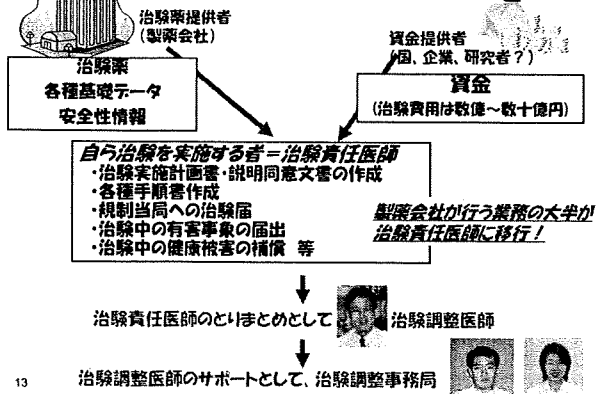 治験薬提供者
(製薬会社)
資金提供者
(国、企業、研究者?)
治験薬
各種基礎データ
安全性情報
資金
(治験費用は数億〜数十億円)
自ら治験を実施する者=治験責任医師
・治験実施計画書・説明同意文書の作成
・各種手順書作成
・規制当局への治験届
・治験中の有害事象の届出
・治験中の健康被害の補償 等
製薬会社が行う業務の大半が
治験責任医師に移行!
治験責任医師のとりまとめとして
治験調整医師
治験調整医師のサポートとして、治験調整事務局
13